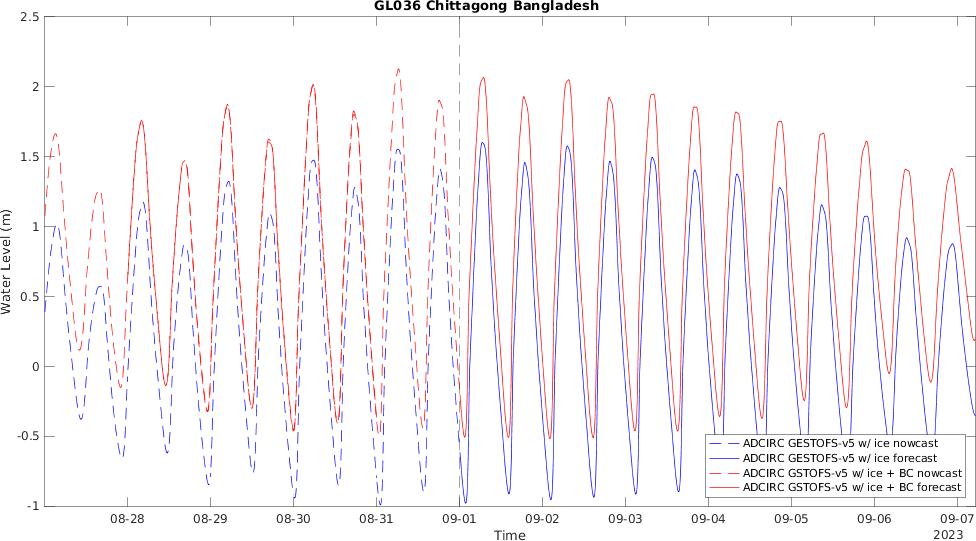 GL036 Chittagong Bangladesh
2.5
2
1.5
1
0.5
0
-0.5
-1
Water Level (m)
ADCIRC GESTOFS-v5 w/ ice nowcast
ADCIRC GESTOFS-v5 w/ ice forecast
ADCIRC GSTOFS-v5 w/ ice + BC nowcast
ADCIRC GSTOFS-v5 w/ ice + BC forecast
08-28 08-29 08-30 08-31 09-01 09-02 09-03 09-04 09-05 09-06 09-07
Time 2023